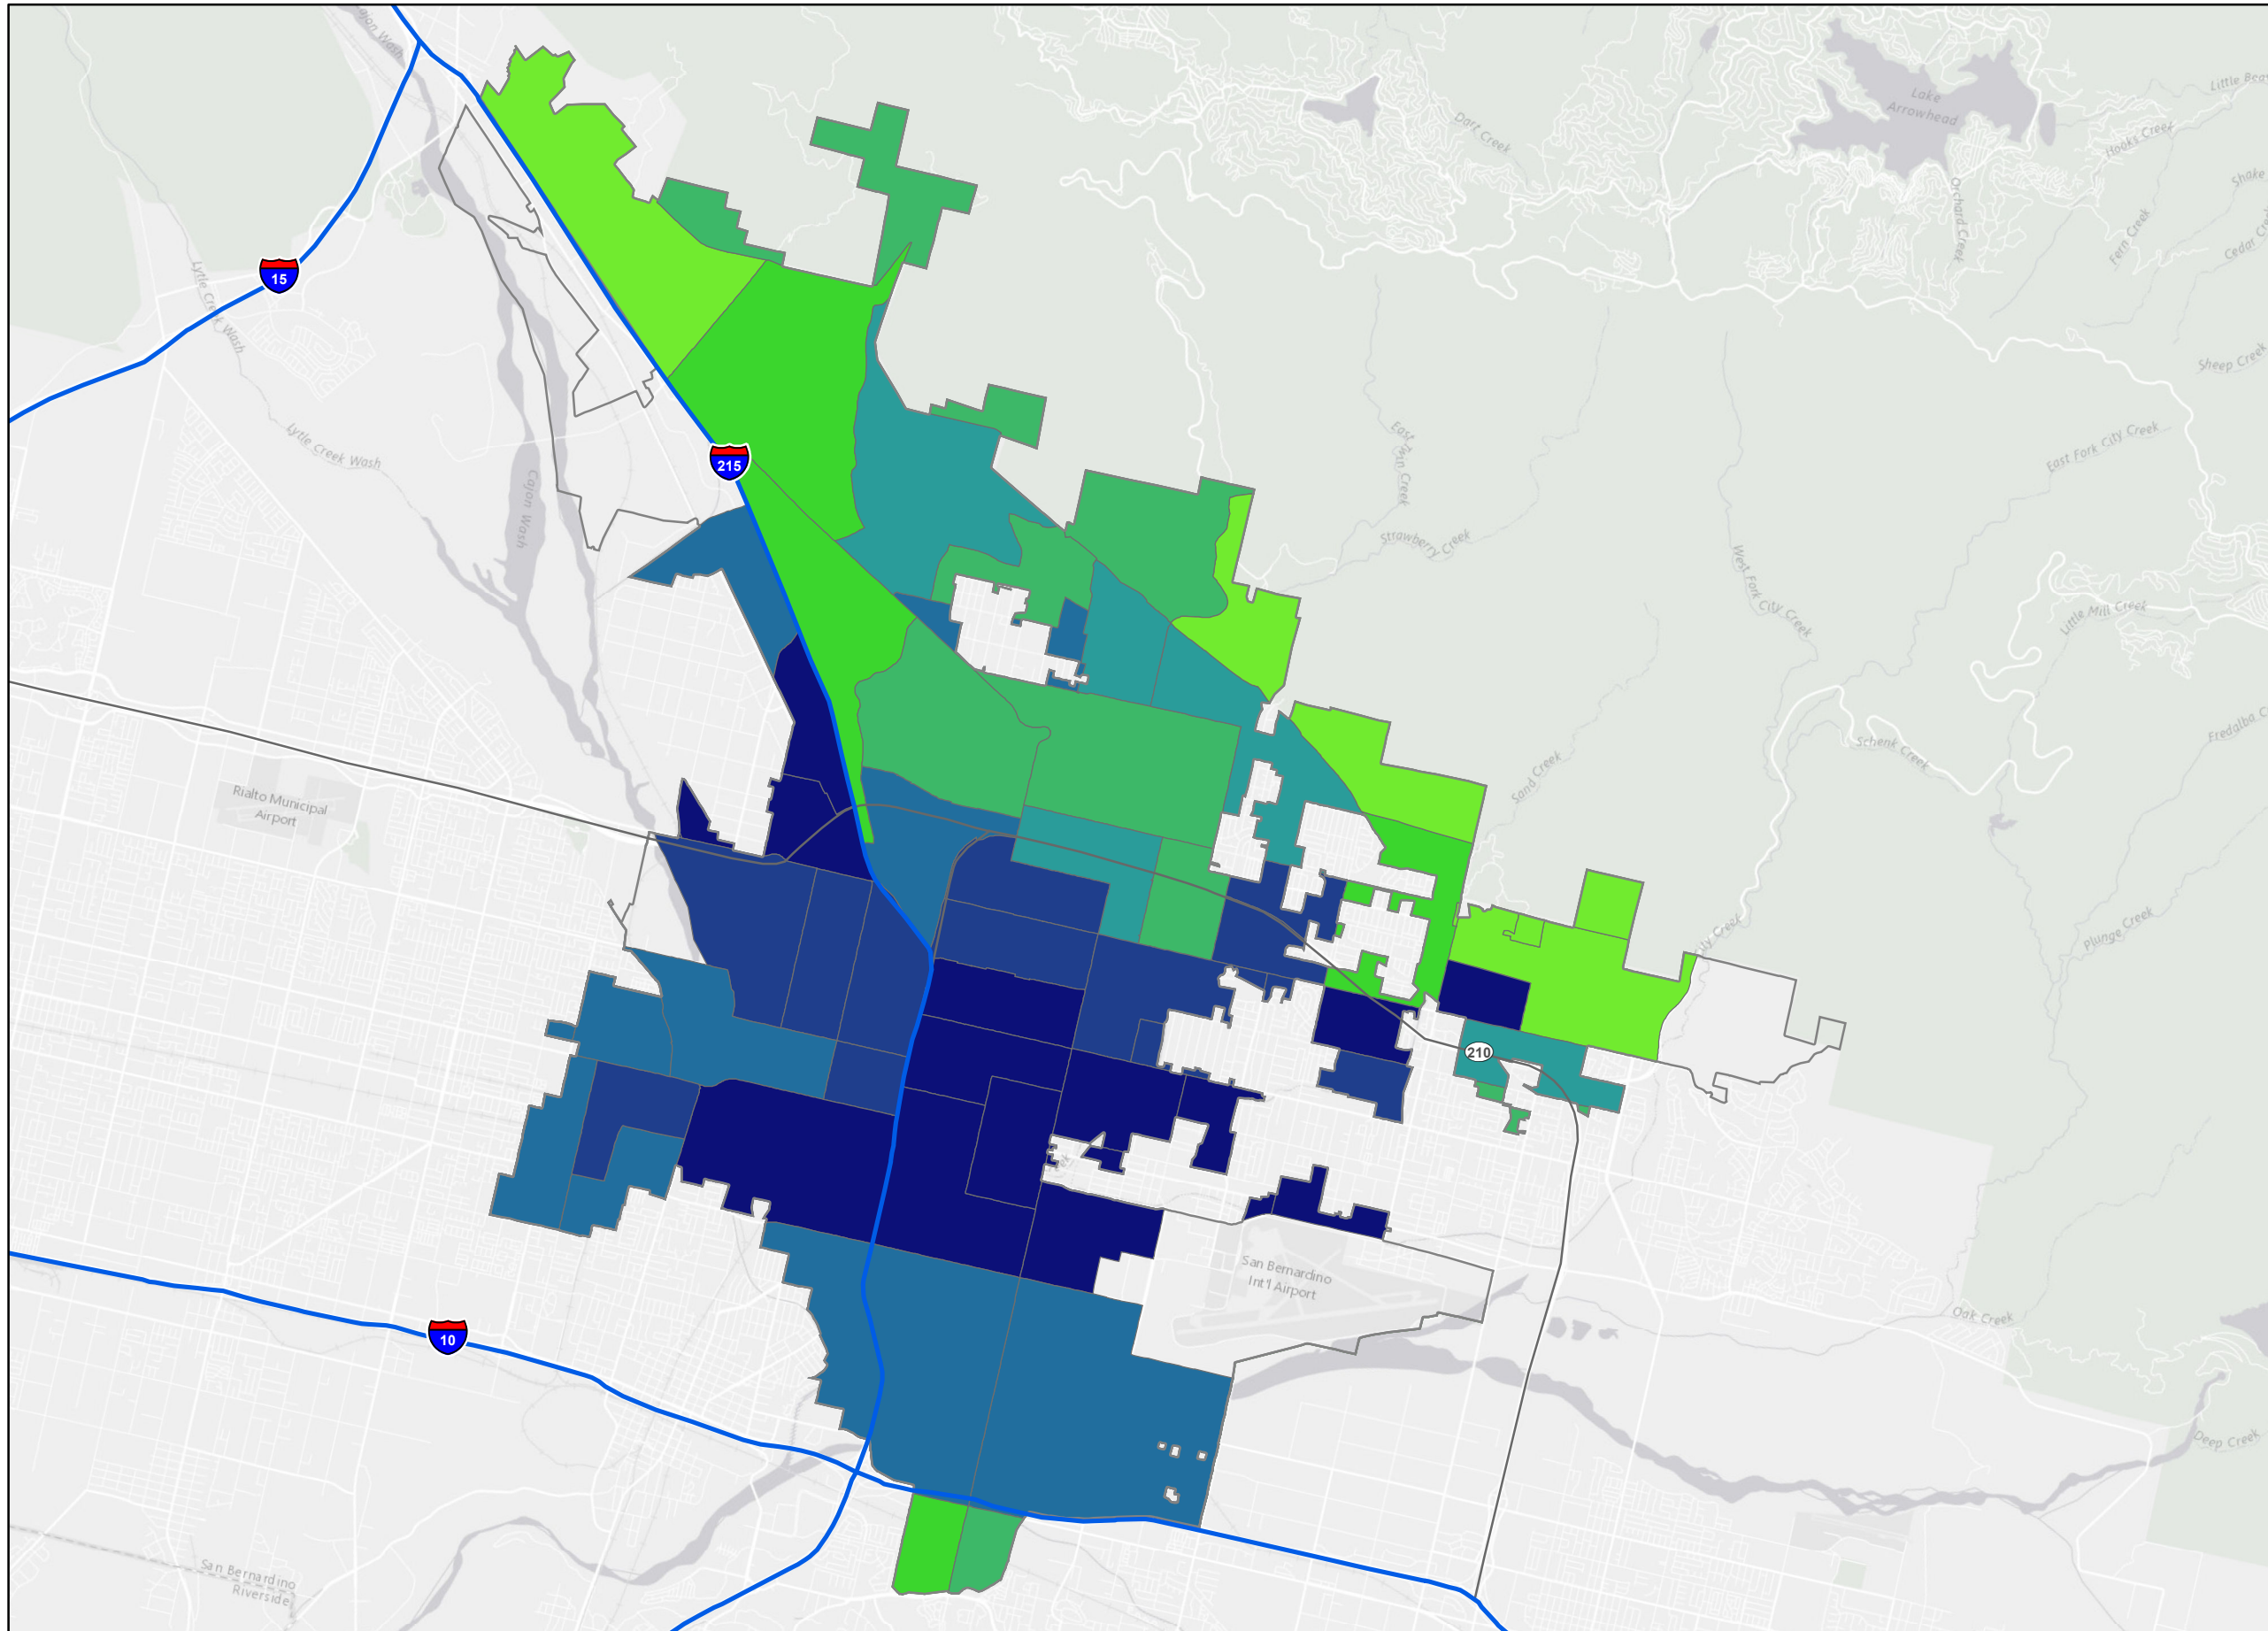 Cajon Wash
Lake
Arrowhead
Little Bea
Hooks Creek
Dart Creek
Shake
Orchard Creek
Fern Creek
Cedar Cr
15
Lytle Creek Wash
Sheep Creek
Lytle Creek Wash
215
East Twin Creek
East Fork City Creek
Cajon Wash
Strawberry Creek
West Fork City Creek
Little Mill Creek
Fredalba C
Schenk Creek
Sand Creek
Rialto Municipal
Airport
City Creek
Plunge Creek
210
San Bernardino
Int'l Airport
Oak Creek
10
Deep Creek
San Bernardino
Riverside